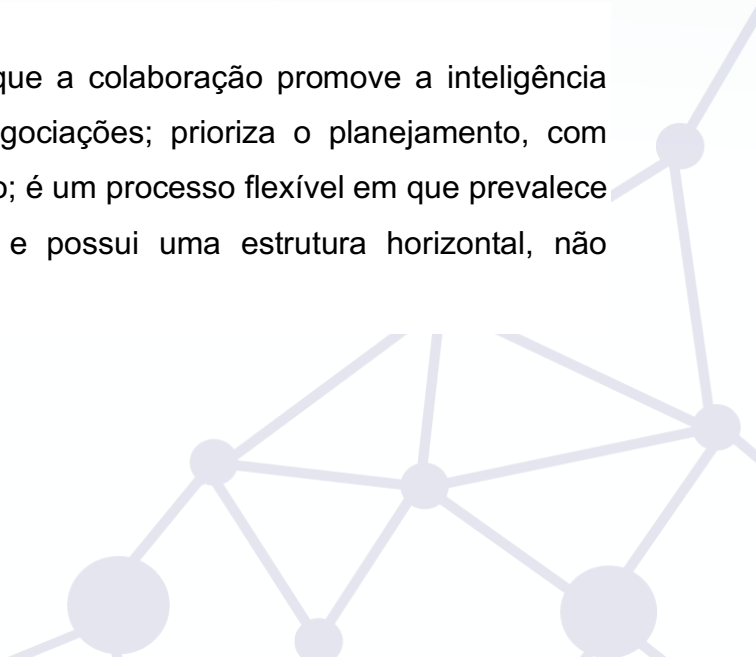 que a colaboração promove a inteligência
gociações; prioriza o planejamento, com
o; é um processo flexível em que prevalece
e possui uma estrutura horizontal, não